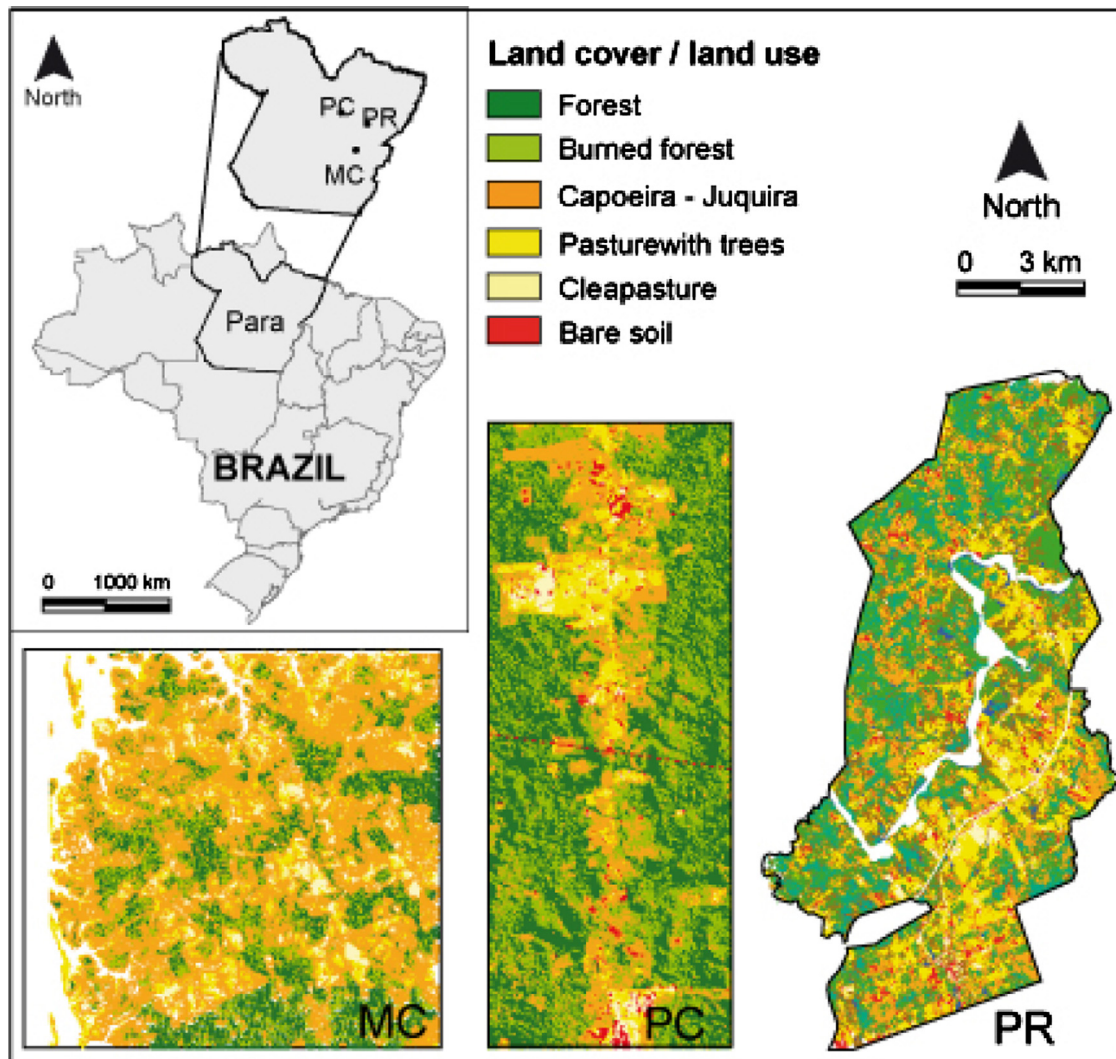 North
PC
PR
MC
Para
BRAZIL
0 1000 km
Land cover / land use
Forest
Burned forest
Capoeira - Juquira
Pasturewith trees
Cleapasture
Bare soil
North
0 3 km
MC
PC
PR